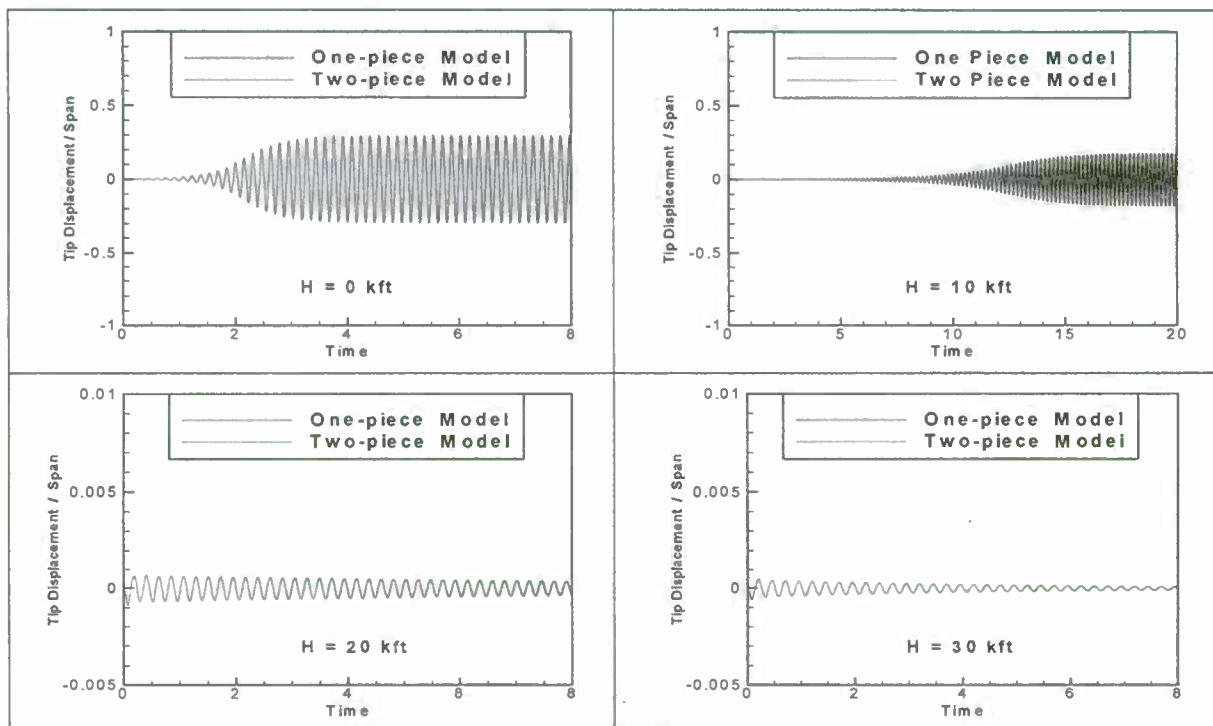 1
One-piece Model
Two-piece Model
0.5
0
-0.5
-1
Tip Displacement / Span
H = 0 kft
0 2 4 6 8
Time
1
One Piece Model
Two Piece Model
0.5
0
-0.5
-1
Tip Displacement / Span
H = 10 kft
0 5 10 15 20
Time
0.01
One-piece Model
Two-piece Model
0.005
0
-0.005
Tip Displacement / Span
H = 20 kft
0 2 4 6 8
Time
0.01
One-piece Model
Two-piece Model
0.005
0
-0.005
Tip Displacement / Span
H = 30 kft
0 2 4 6 8
Time